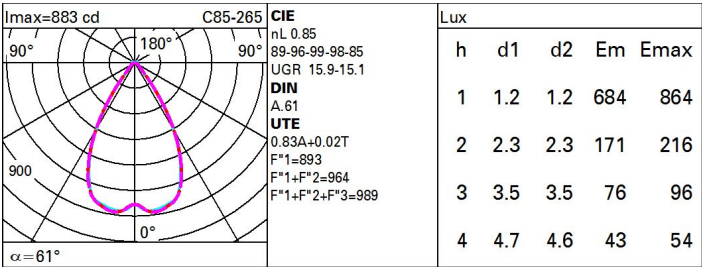 Imax=883 cd C85-265
90° 180° 90°
900
0°
α=61°
CIE
nL 0.85
89-96-99-98-85
UGR 15.9-15.1
DIN
A.61
UTE
0.83A+0.02T
F"1=893
F"1+F"2=964
F"1+F"2+F"3=989
Lux
h d1 d2 Em Emax
1 1.2 1.2 684 864
2 2.3 2.3 171 216
3 3.5 3.5 76 96
4 4.7 4.6 43 54